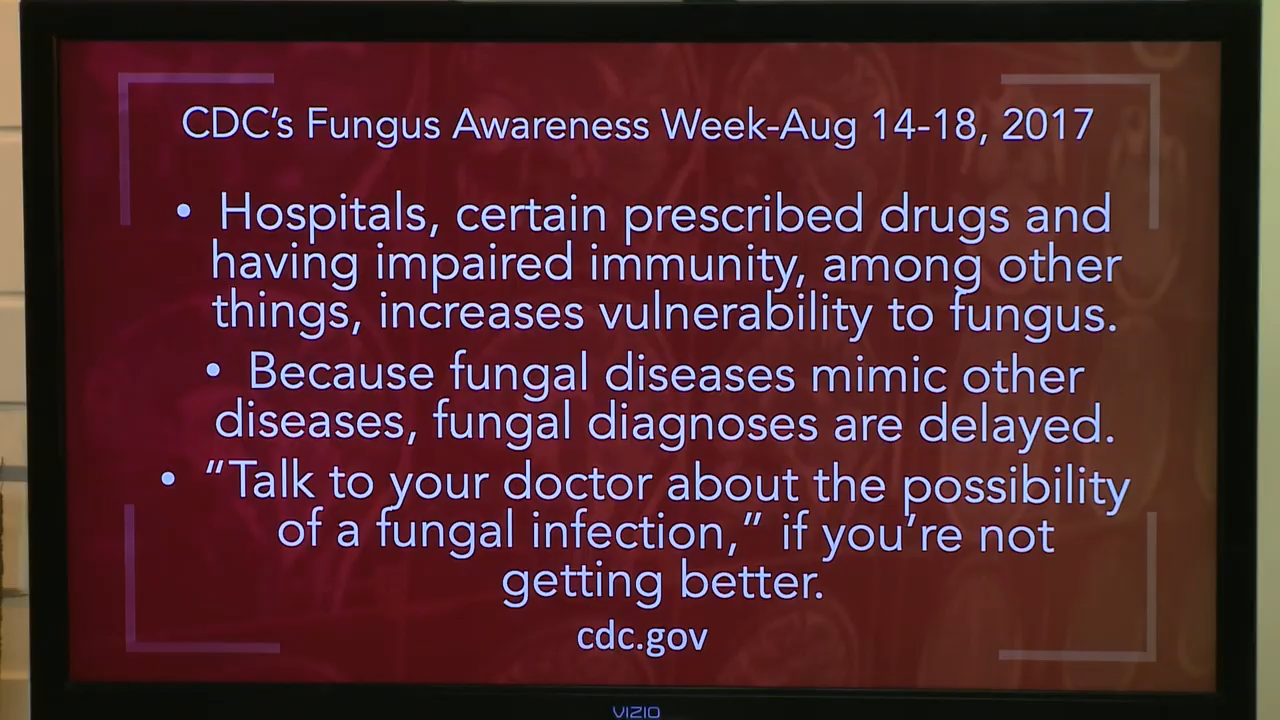 CDC's Fungus Awareness Week-Aug 14-18, 2017
• Hospitals, certain prescribed drugs and
having impaired immunity, among other
things, increases vulnerability to fungus.
• Because fungal diseases mimic other
diseases, fungal diagnoses are delayed.
• “Talk to your doctor about the possibility
of a fungal infection,” if you’re not
getting better.
cdc.gov
VIZIO